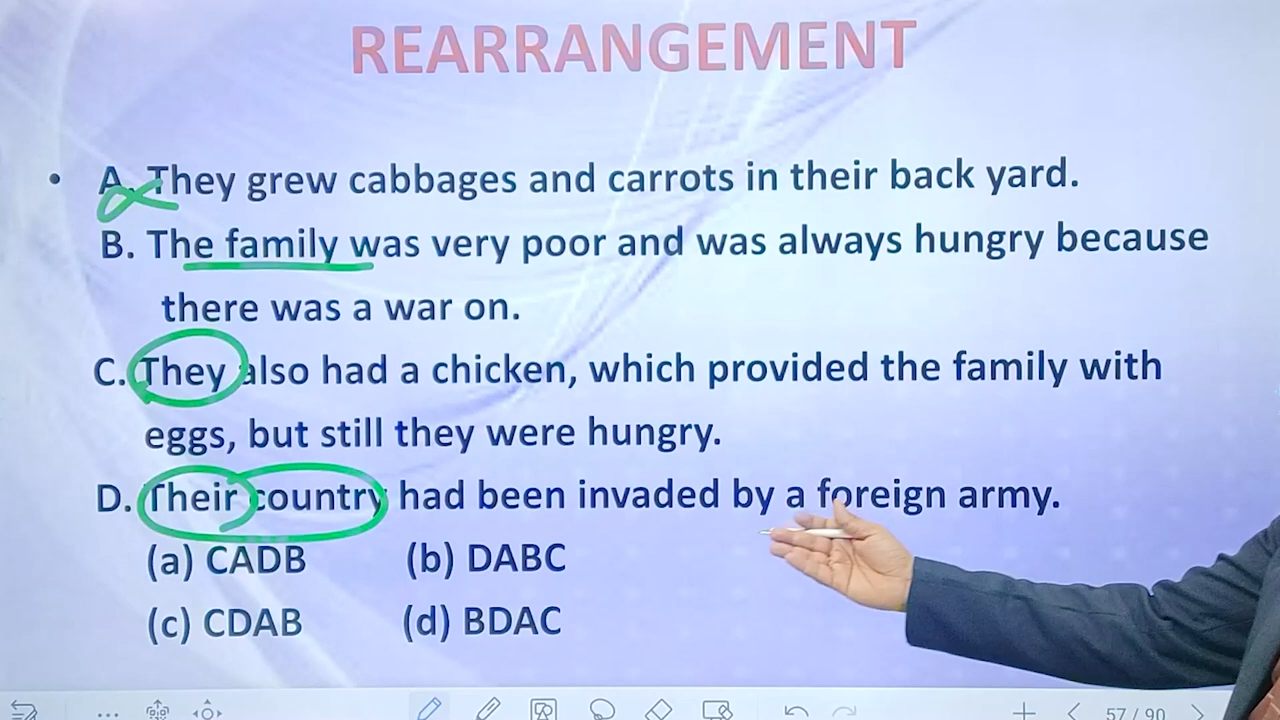 REARRANGEMENT
• A. They grew cabbages and carrots in their back yard.
B. The family was very poor and was always hungry because
there was a war on.
C. They also had a chicken, which provided the family with
eggs, but still they were hungry.
D. Their country had been invaded by a foreign army.
(a) CADB (b) DABC
(c) CDAB (d) BDAC
57 / 90